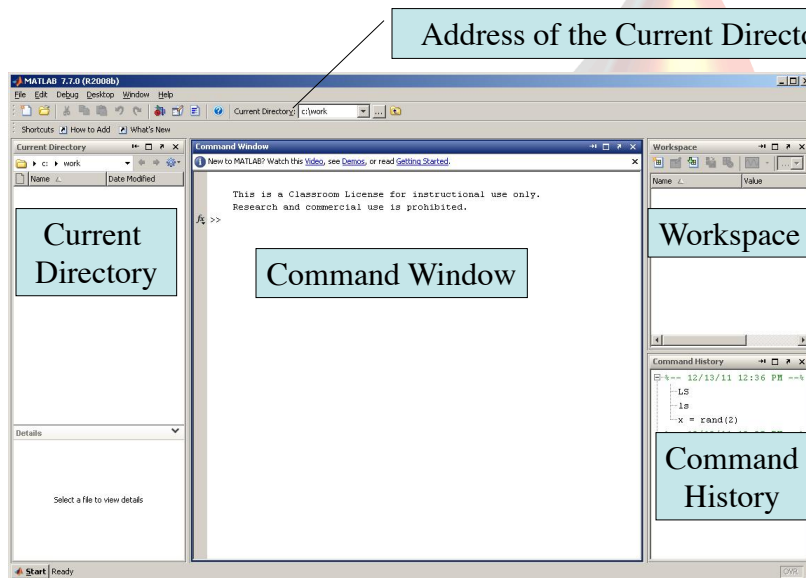 Address of the Current Directo
MATLAB 7.7.0 (R2008b)
File Edit Debug Desktop Window Help
Current Directory: c:\work
Shortcuts How to Add What's New
Current Directory
c: work
Name Date Modified
Current
Directory
Details
Select a file to view details
Command Window
New to MATLAB? Watch this Video, see Demos, or read Getting Started.
This is a Classroom License for instructional use only.
Research and commercial use is prohibited.
fx >>
Command Window
Workspace
Name Value
Workspace
Command History
%-- 12/13/11 12:36 PM --%
LS
ls
x = rand(2)
Command
History
Start Ready
OVR